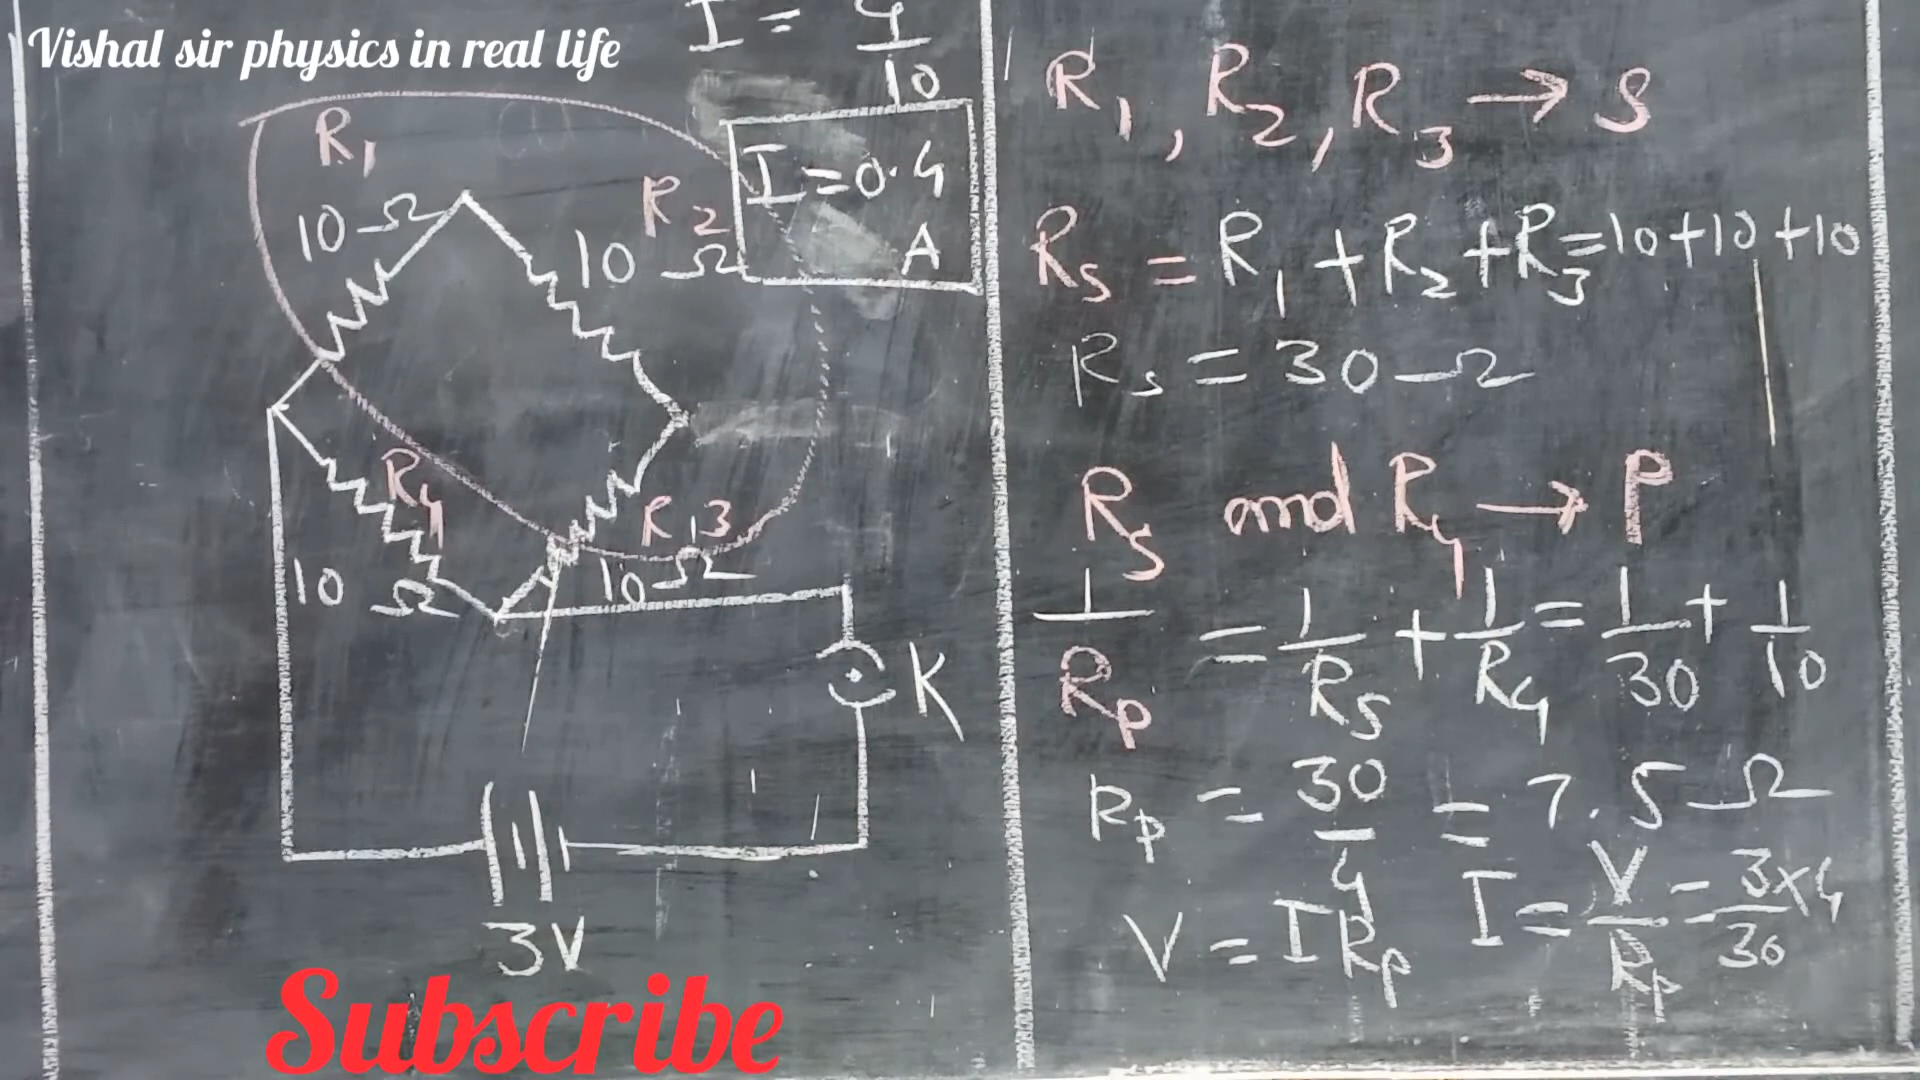 Vishal sir physics in real life
I = 4/10
I = 0.4 A
R1
10 Ω
R2
10 Ω
R4
10 Ω
R3
10 Ω
K
3V
Subscribe
R1, R2, R3 → S
Rs = R1 + R2 + R3 = 10 + 10 + 10
Rs = 30 Ω
Rs and R4 → P
1/Rp = 1/Rs + 1/R4 = 1/30 + 1/10
Rp = 30/4 = 7.5 Ω
V = I Rp I = V/Rp = 3×4/30